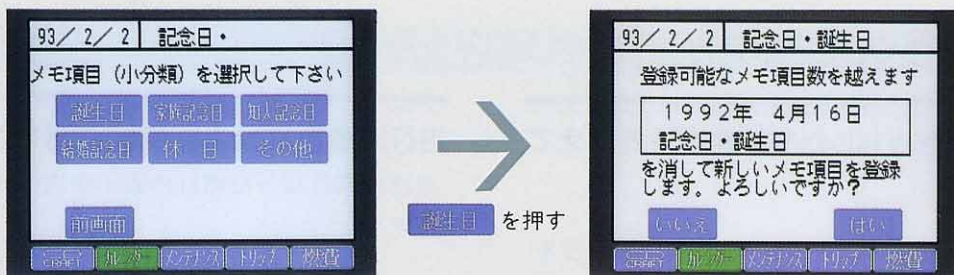 93/ 2/ 2 記念日・
メモ項目 (小分類) を選択して下さい
誕生日 家族記念日 知人記念日
結婚記念日 休 日 その他
前画面
CRAFT カレンダー メンテナンス トリップ 燃費
誕生日 を押す
93/ 2/ 2 記念日・誕生日
登録可能なメモ項目数を越えます
1992年 4月16日
記念日・誕生日
を消して新しいメモ項目を登録
します。よろしいですか?
いいえ はい
CRAFT カレンダー メンテナンス トリップ 燃費